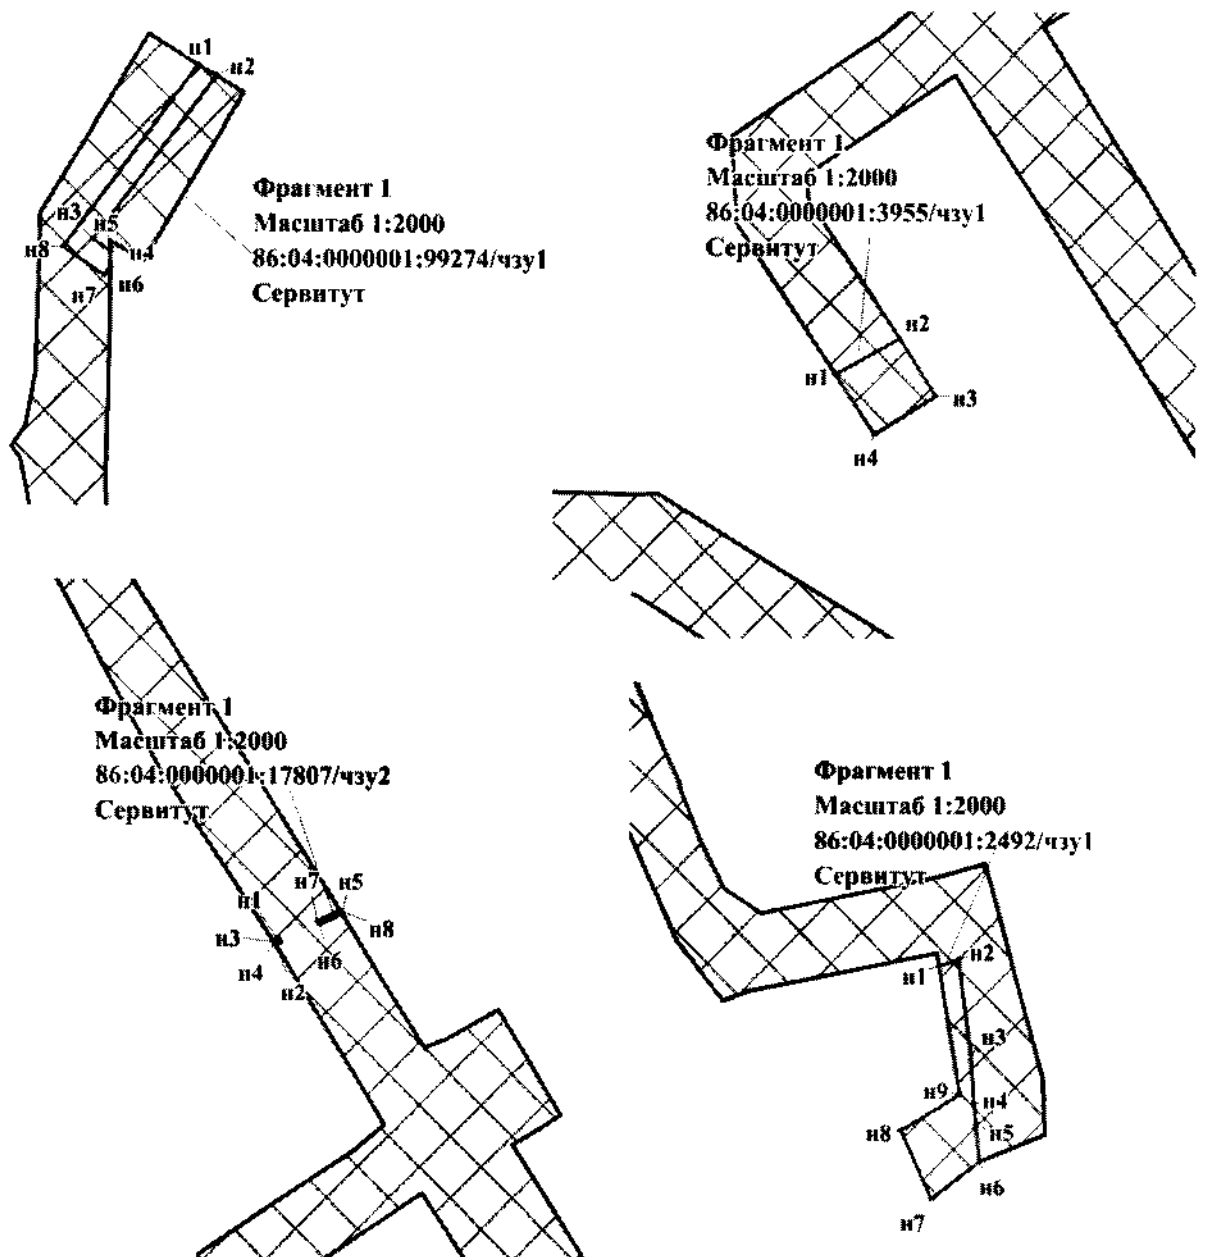 н1
н2
Фрагмент 1
Масштаб 1:2000
86:04:0000001:99274/чзу1
Сервитут
н3
н5
н8
н4
н7
н6
Фрагмент 1
Масштаб 1:2000
86:04:0000001:3955/чзу1
Сервитут
н2
н1
н3
н4
Фрагмент 1
Масштаб 1:2000
86:04:0000001:17807/чзу2
Сервитут
н7
н5
н1
н8
н3
н6
н4
н2
Фрагмент 1
Масштаб 1:2000
86:04:0000001:2492/чзу1
Сервитут
н2
н1
н3
н9
н4
н8
н5
н6
н7